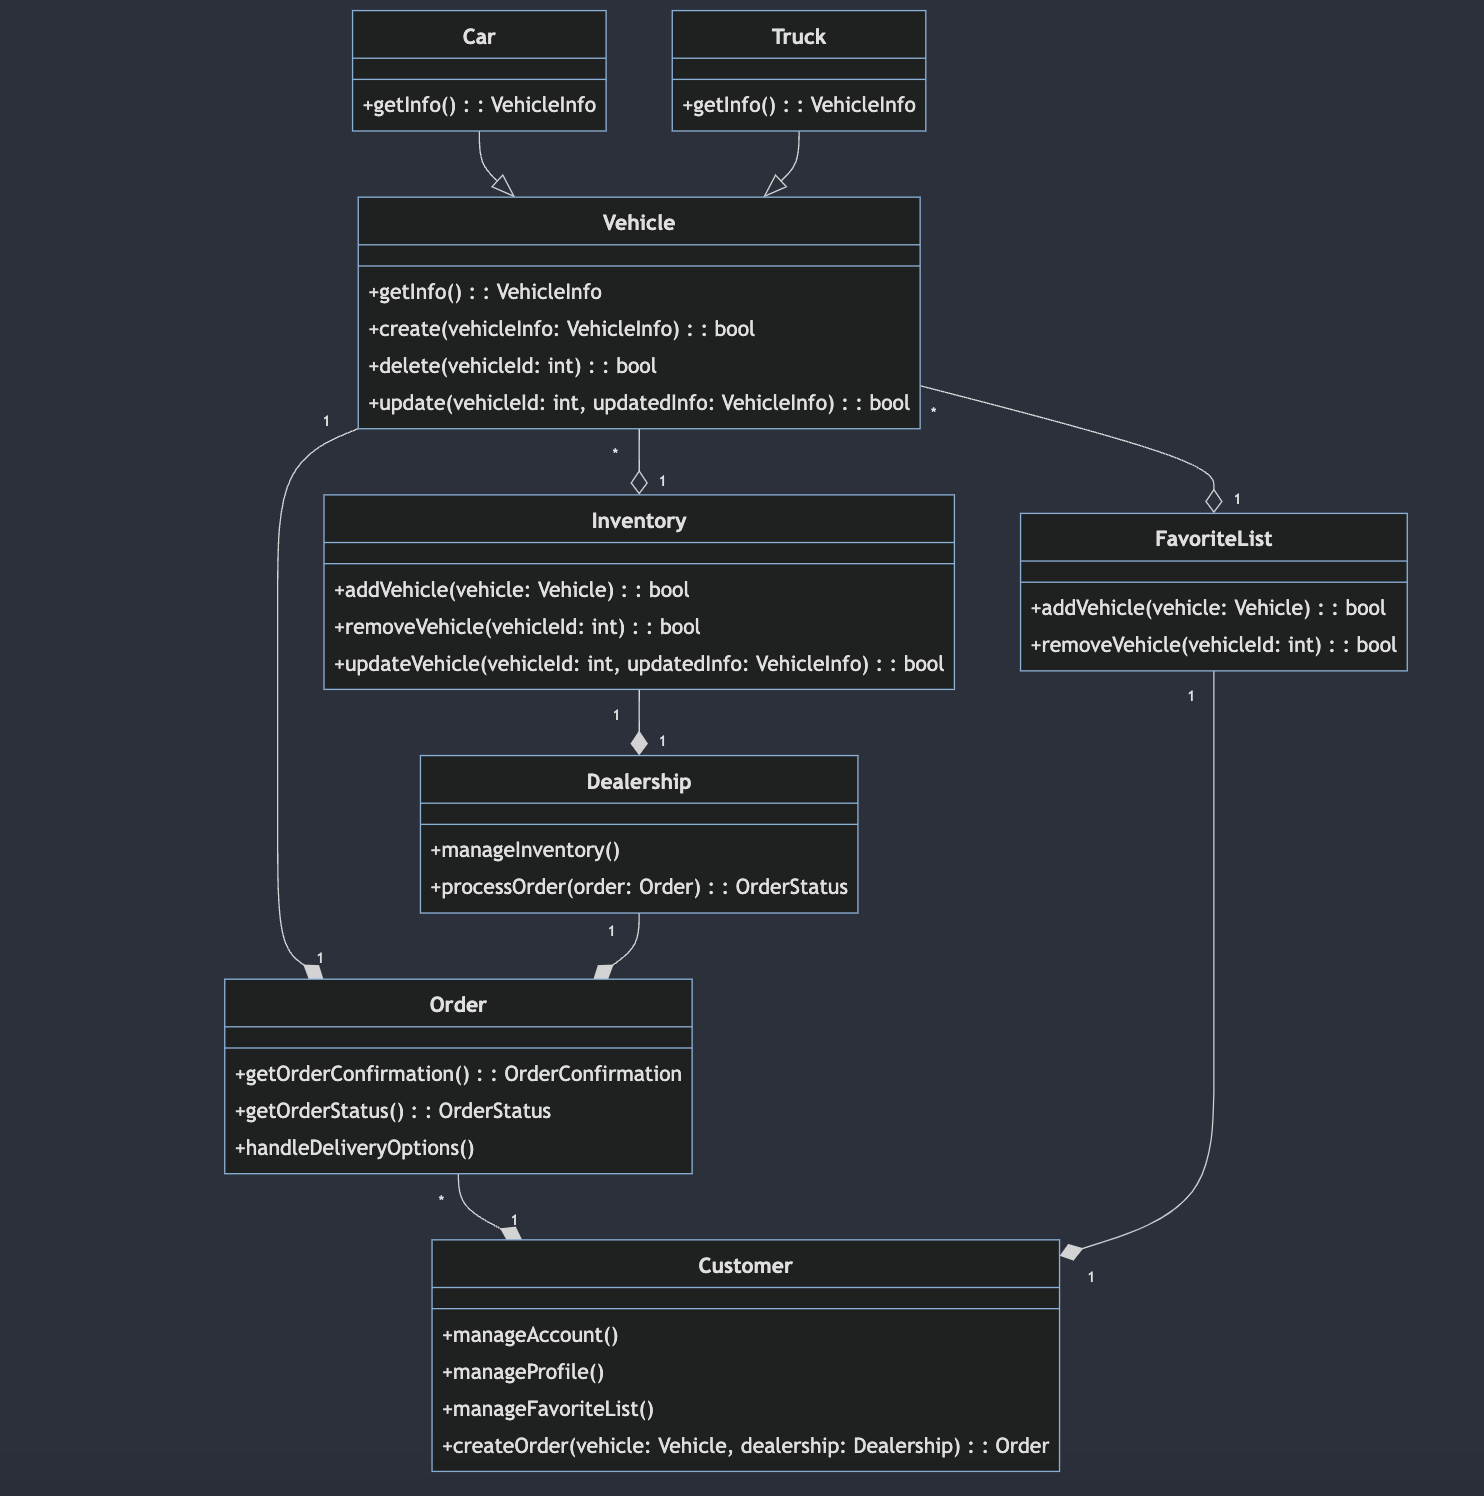 Car
+getInfo() : : VehicleInfo
Truck
+getInfo() : : VehicleInfo
Vehicle
+getInfo() : : VehicleInfo
+create(vehicleInfo: VehicleInfo) : : bool
+delete(vehicleId: int) : : bool
+update(vehicleId: int, updatedInfo: VehicleInfo) : : bool
1
*
*
1
1
Inventory
+addVehicle(vehicle: Vehicle) : : bool
+removeVehicle(vehicleId: int) : : bool
+updateVehicle(vehicleId: int, updatedInfo: VehicleInfo) : : bool
FavoriteList
+addVehicle(vehicle: Vehicle) : : bool
+removeVehicle(vehicleId: int) : : bool
1
1
1
Dealership
+manageInventory()
+processOrder(order: Order) : : OrderStatus
1
1
Order
+getOrderConfirmation() : : OrderConfirmation
+getOrderStatus() : : OrderStatus
+handleDeliveryOptions()
*
1
1
Customer
+manageAccount()
+manageProfile()
+manageFavoriteList()
+createOrder(vehicle: Vehicle, dealership: Dealership) : : Order